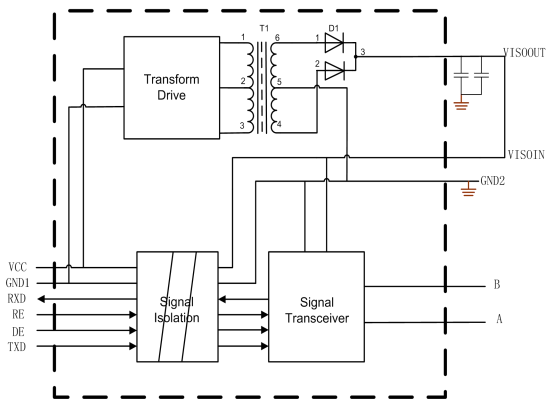 T1
D1
1
6
1
3
VISOOUT
Transform
Drive
2
5
2
3
4
VISOIN
GND2
VCC
GND1
RXD
RE
DE
TXD
Signal
Isolation
Signal
Transceiver
B
A